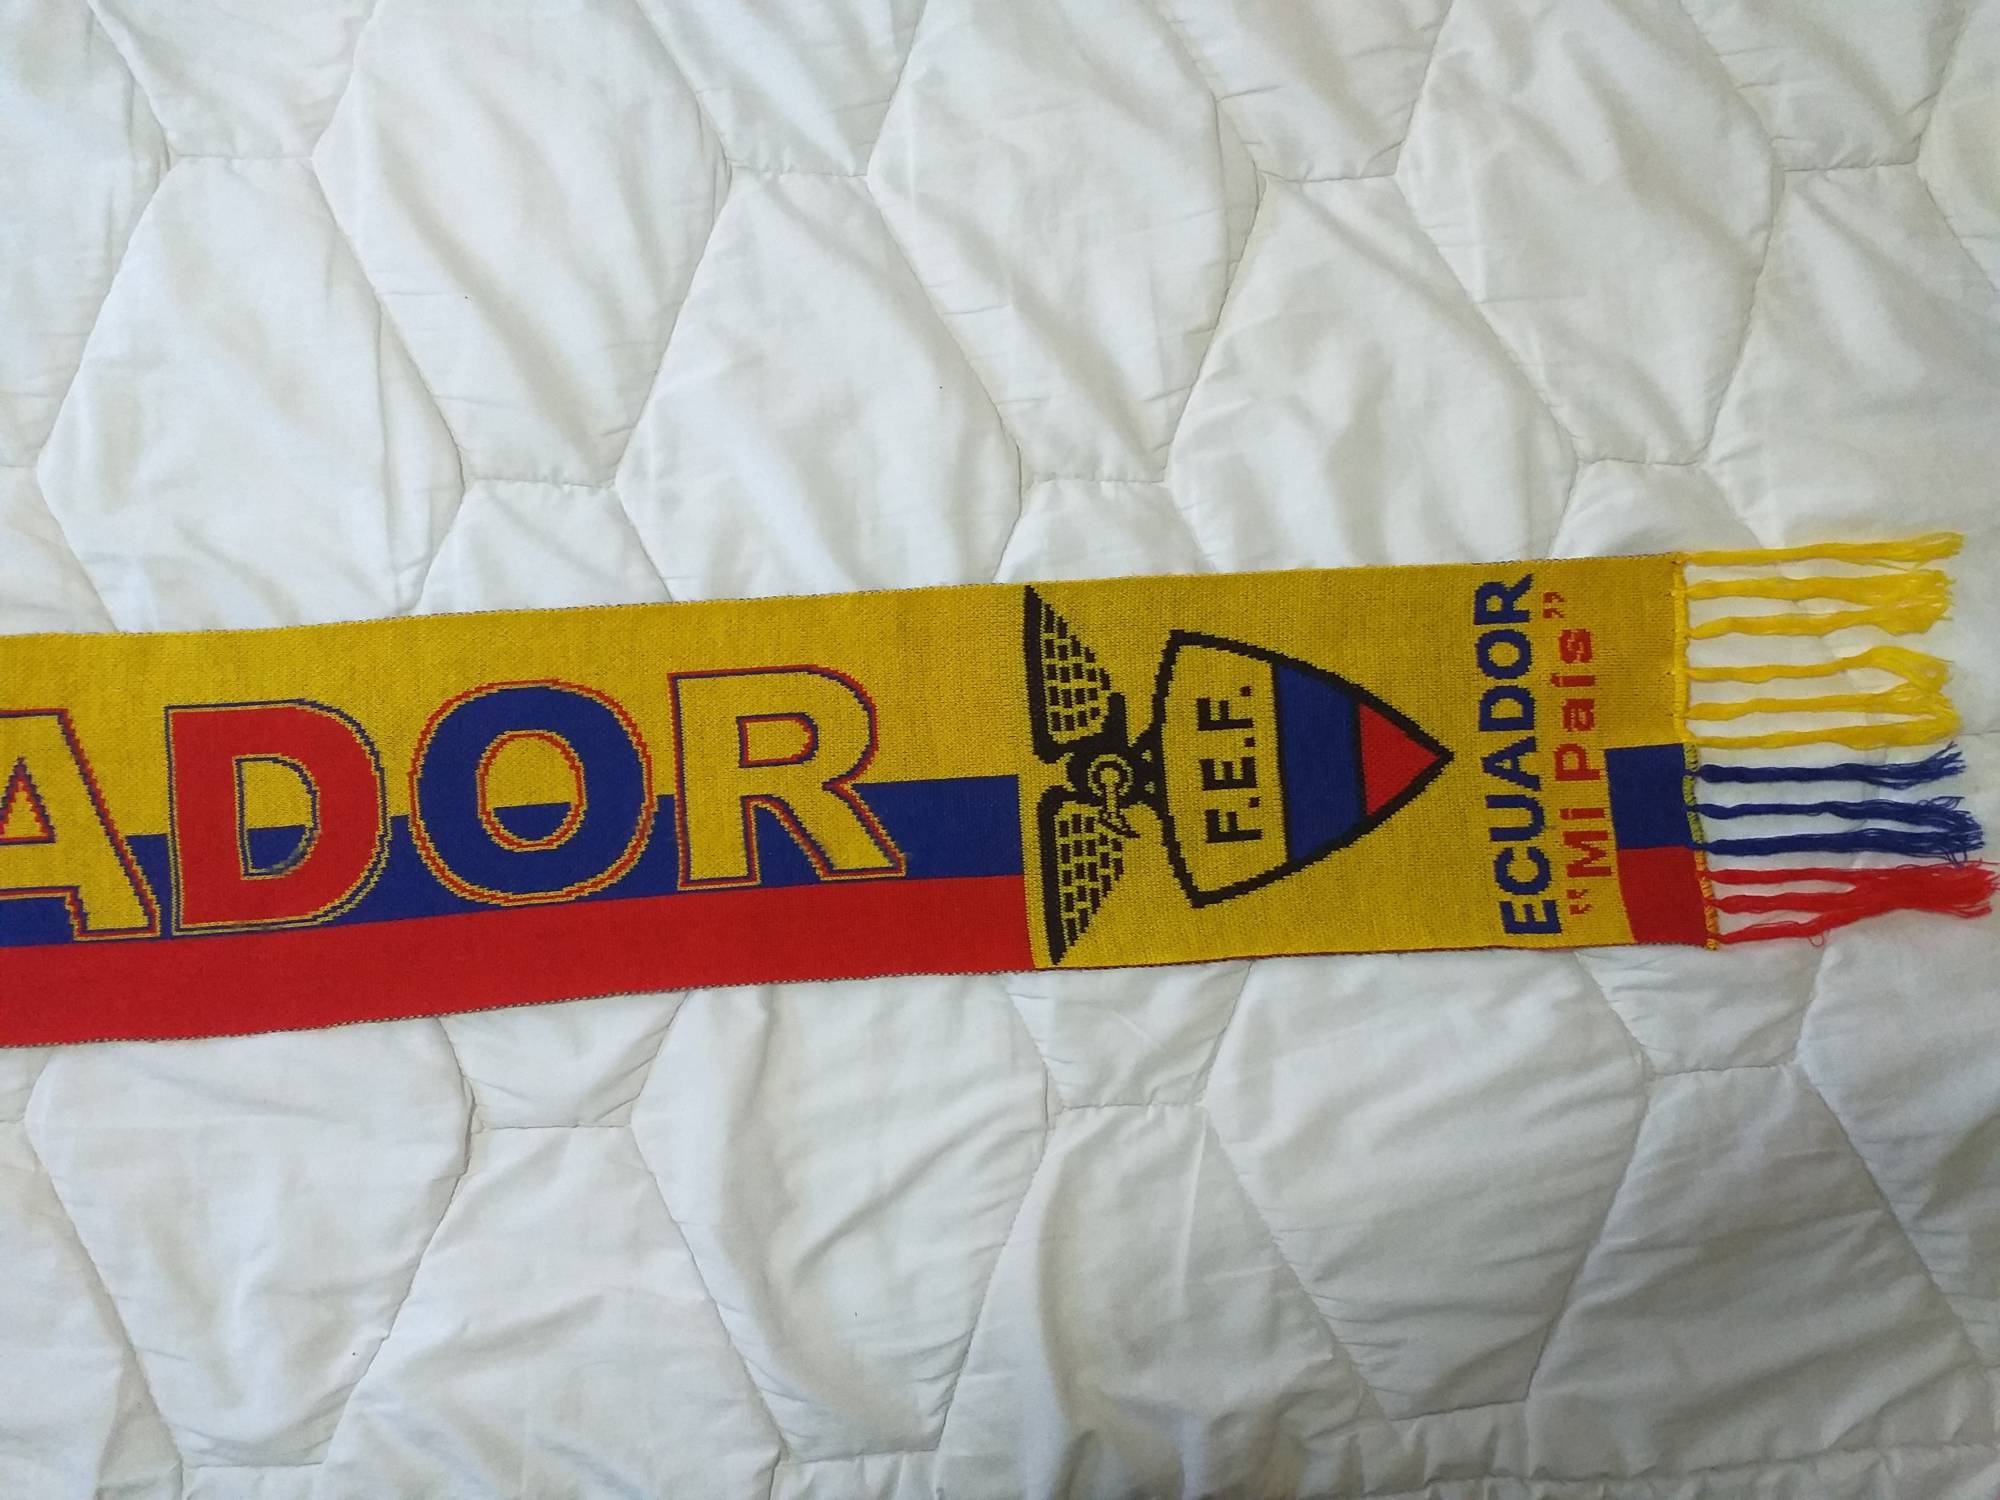 ADOR
F.E.F.
ECUADOR
"Mi País"